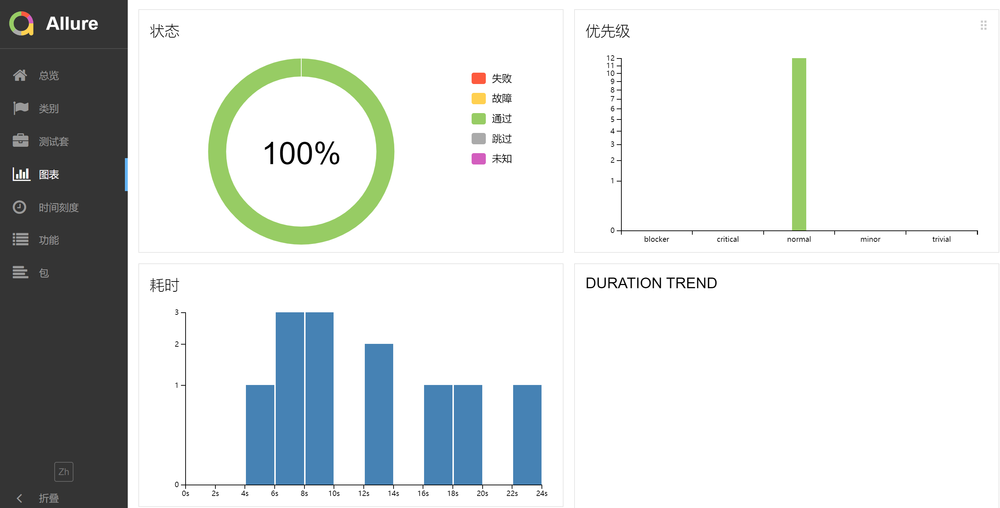 Allure
总览
类别
测试套
图表
时间刻度
功能
包
Zh
折叠
状态
100%
失败
故障
通过
跳过
未知
优先级
12
11
10
9
8
7
6
5
4
3
2
1
0
blocker critical normal minor trivial
耗时
3
2
1
0
0s 2s 4s 6s 8s 10s 12s 14s 16s 18s 20s 22s 24s
DURATION TREND